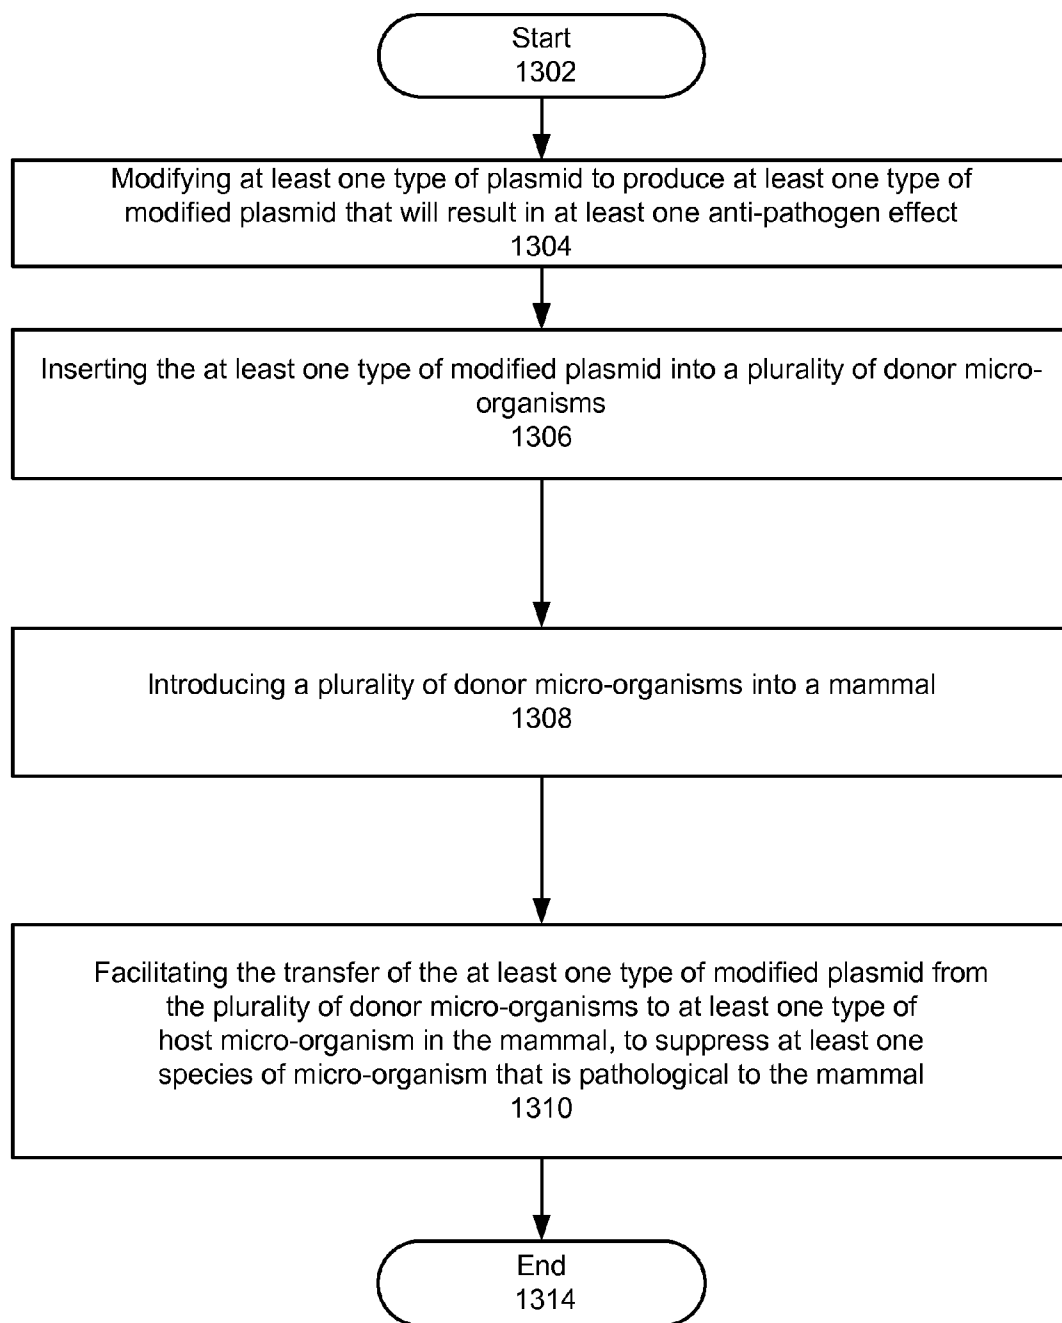 Start
1302
Modifying at least one type of plasmid to produce at least one type of
modified plasmid that will result in at least one anti-pathogen effect
1304
Inserting the at least one type of modified plasmid into a plurality of donor micro-
organisms
1306
Introducing a plurality of donor micro-organisms into a mammal
1308
Facilitating the transfer of the at least one type of modified plasmid from
the plurality of donor micro-organisms to at least one type of
host micro-organism in the mammal, to suppress at least one
species of micro-organism that is pathological to the mammal
1310
End
1314